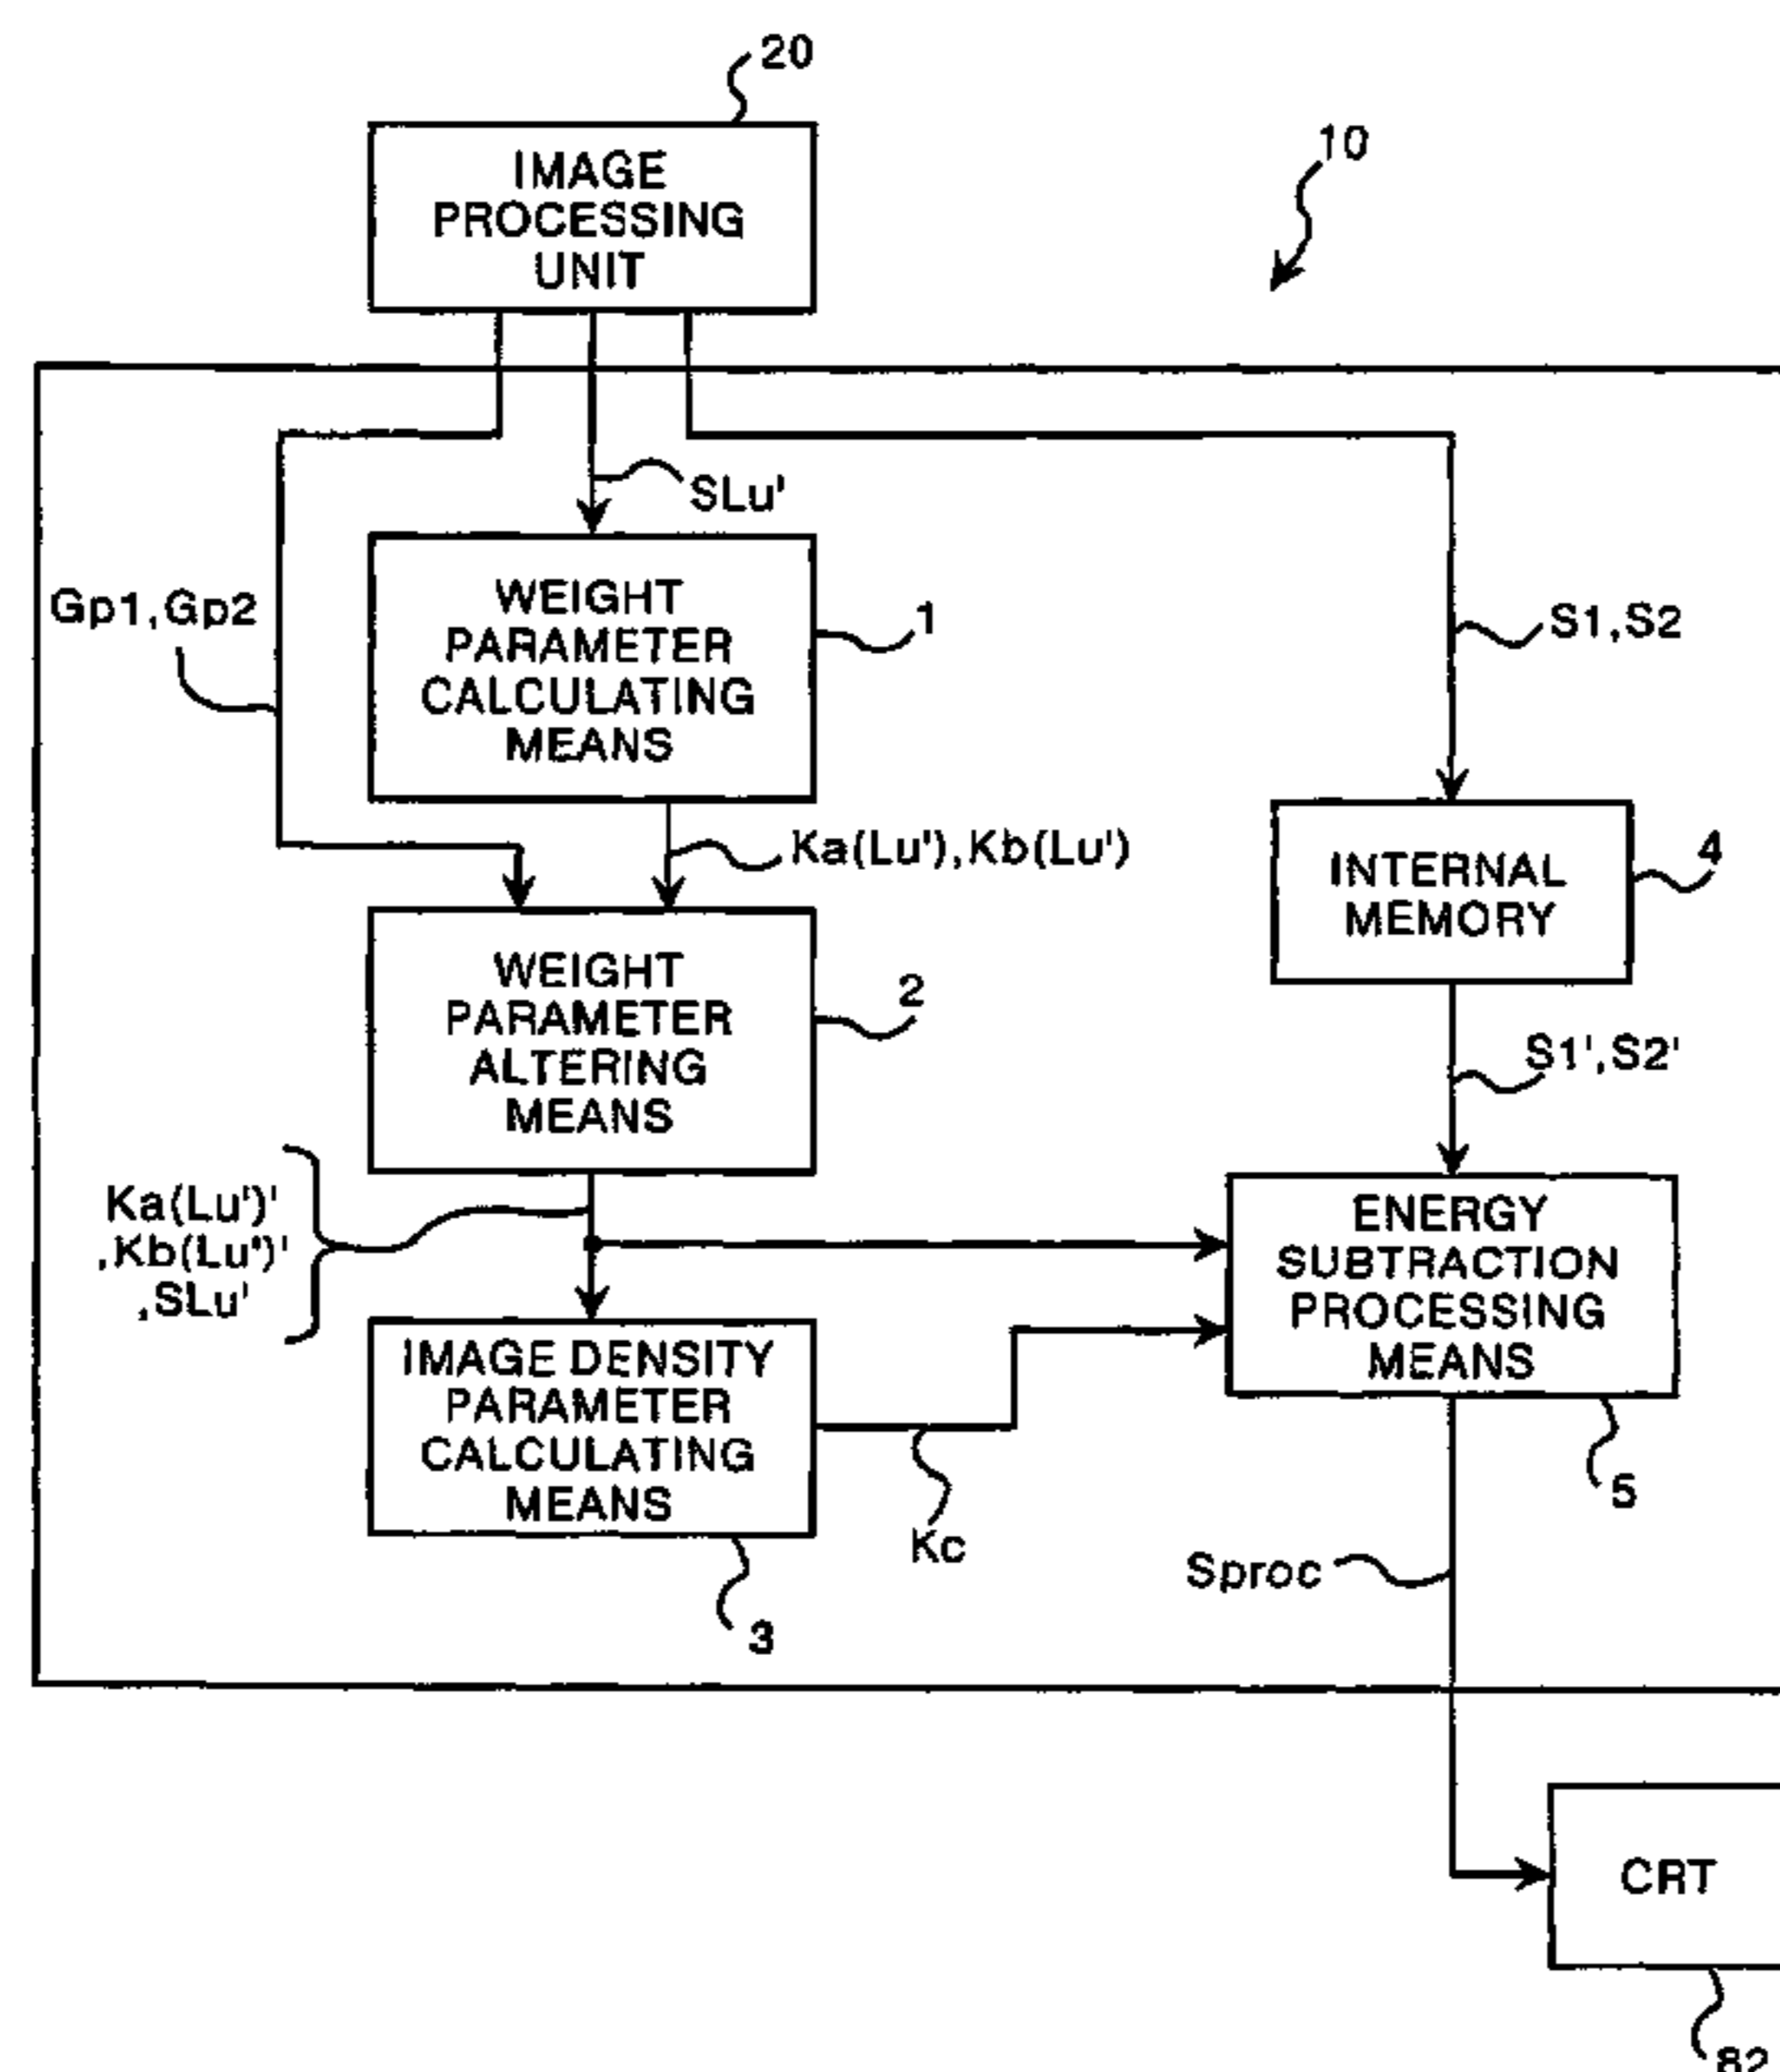 20
IMAGE
PROCESSING
UNIT
10
SLu'
Gp1,Gp2
WEIGHT
PARAMETER
CALCULATING
MEANS
1
S1,S2
Ka(Lu'),Kb(Lu')
INTERNAL
MEMORY
4
WEIGHT
PARAMETER
ALTERING
MEANS
2
S1',S2'
Ka(Lu')'
,Kb(Lu')'
,SLu'
ENERGY
SUBTRACTION
PROCESSING
MEANS
5
IMAGE DENSITY
PARAMETER
CALCULATING
MEANS
3
Kc
Sproc
CRT
82